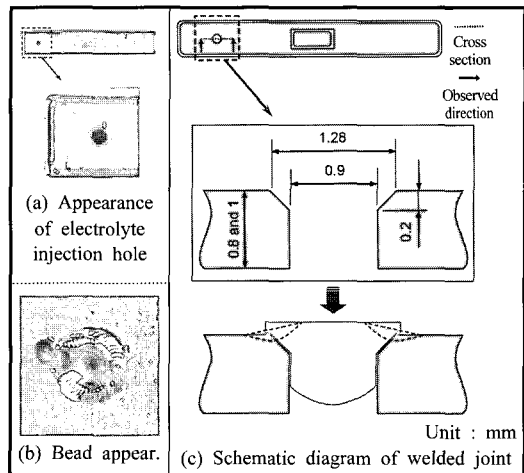 (a) Appearance
of electrolyte
injection hole
(b) Bead appear.
Cross
section
Observed
direction
1.28
0.9
0.8 and 1
0.2
Unit : mm
(c) Schematic diagram of welded joint